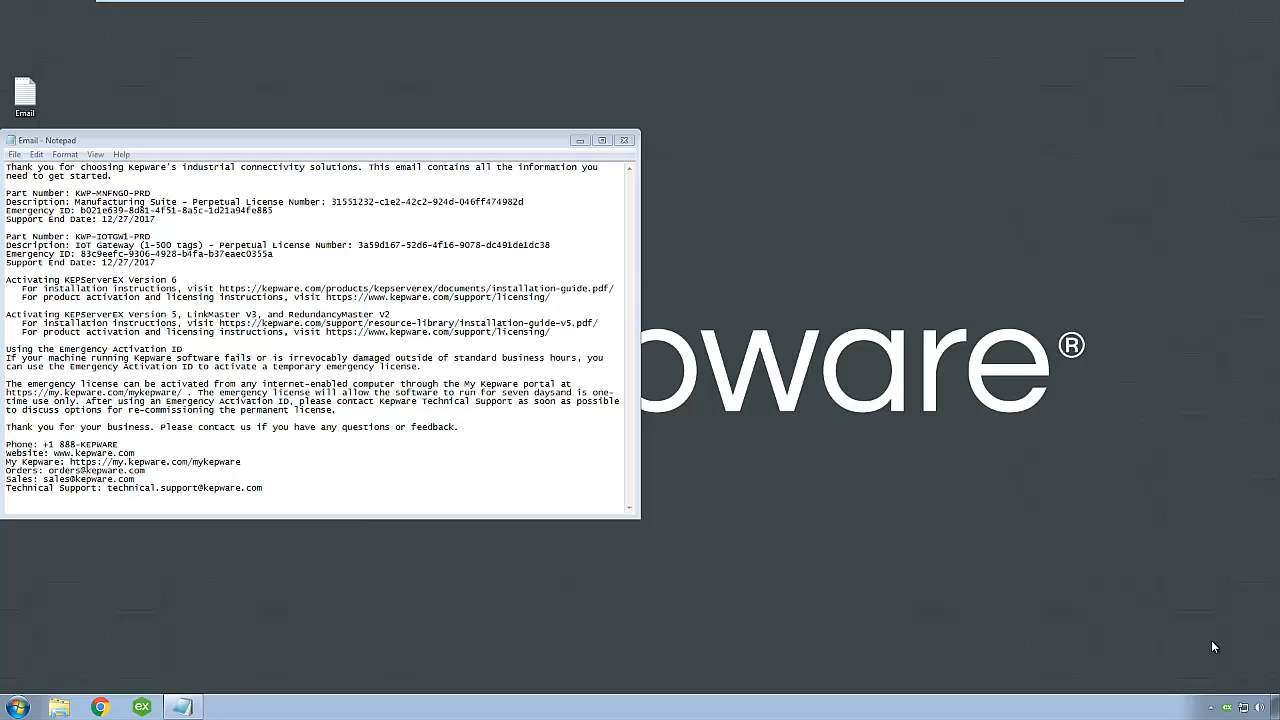 Email
Email - Notepad
File Edit Format View Help
Thank you for choosing Kepware's industrial connectivity solutions. This email contains all the information you
need to get started.
Part Number: KWP-MNFNG0-PRD
Description: Manufacturing Suite - Perpetual License Number: 31551232-c1e2-42c2-924d-046ff474982d
Emergency ID: b021e639-8d81-4f51-8a5c-1d21a94fe885
Support End Date: 12/27/2017
Part Number: KWP-IOTGW1-PRD
Description: IoT Gateway (1-500 tags) - Perpetual License Number: 3a59d167-52d6-4f16-9078-dc491de1dc38
Emergency ID: 83c9eefc-9306-4928-b4fa-b37eaec0355a
Support End Date: 12/27/2017
Activating KEPServerEX Version 6
For installation instructions, visit https://kepware.com/products/kepserverex/documents/installation-guide.pdf/
For product activation and licensing instructions, visit https://www.kepware.com/support/licensing/
Activating KEPServerEX Version 5, LinkMaster V3, and RedundancyMaster V2
For installation instructions, visit https://kepware.com/support/resource-library/installation-guide-v5.pdf/
For product activation and licensing instructions, visit https://www.kepware.com/support/licensing/
Using the Emergency Activation ID
If your machine running Kepware software fails or is irrevocably damaged outside of standard business hours, you
can use the Emergency Activation ID to activate a temporary emergency license.
The emergency license can be activated from any internet-enabled computer through the My Kepware portal at
https://my.kepware.com/mykepware/ . The emergency license will allow the software to run for seven daysand is one-
time use only. After using an Emergency Activation ID, please contact Kepware Technical Support as soon as possible
to discuss options for re-commissioning the permanent license.
Thank you for your business. Please contact us if you have any questions or feedback.
Phone: +1 888-KEPWARE
Website: www.kepware.com
My Kepware: https://my.kepware.com/mykepware
Orders: orders@kepware.com
Sales: sales@kepware.com
Technical Support: technical.support@kepware.com
pware®
ex
ex